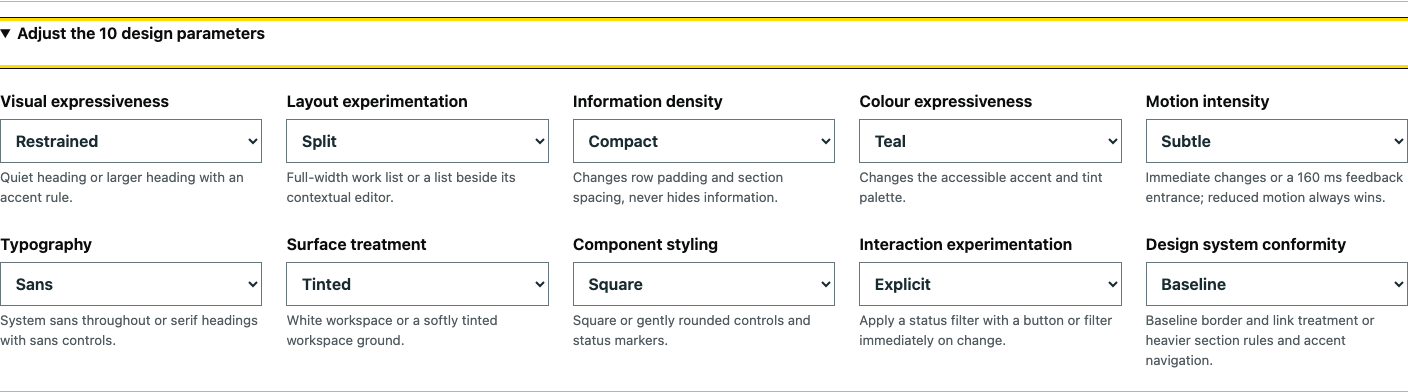 ▼ Adjust the 10 design parameters
Visual expressiveness
Restrained
Quiet heading or larger heading with an
accent rule.
Layout experimentation
Split
Full-width work list or a list beside its
contextual editor.
Information density
Compact
Changes row padding and section
spacing, never hides information.
Colour expressiveness
Teal
Changes the accessible accent and tint
palette.
Motion intensity
Subtle
Immediate changes or a 160 ms feedback
entrance; reduced motion always wins.
Typography
Sans
System sans throughout or serif headings
with sans controls.
Surface treatment
Tinted
White workspace or a softly tinted
workspace ground.
Component styling
Square
Square or gently rounded controls and
status markers.
Interaction experimentation
Explicit
Apply a status filter with a button or filter
immediately on change.
Design system conformity
Baseline
Baseline border and link treatment or
heavier section rules and accent
navigation.